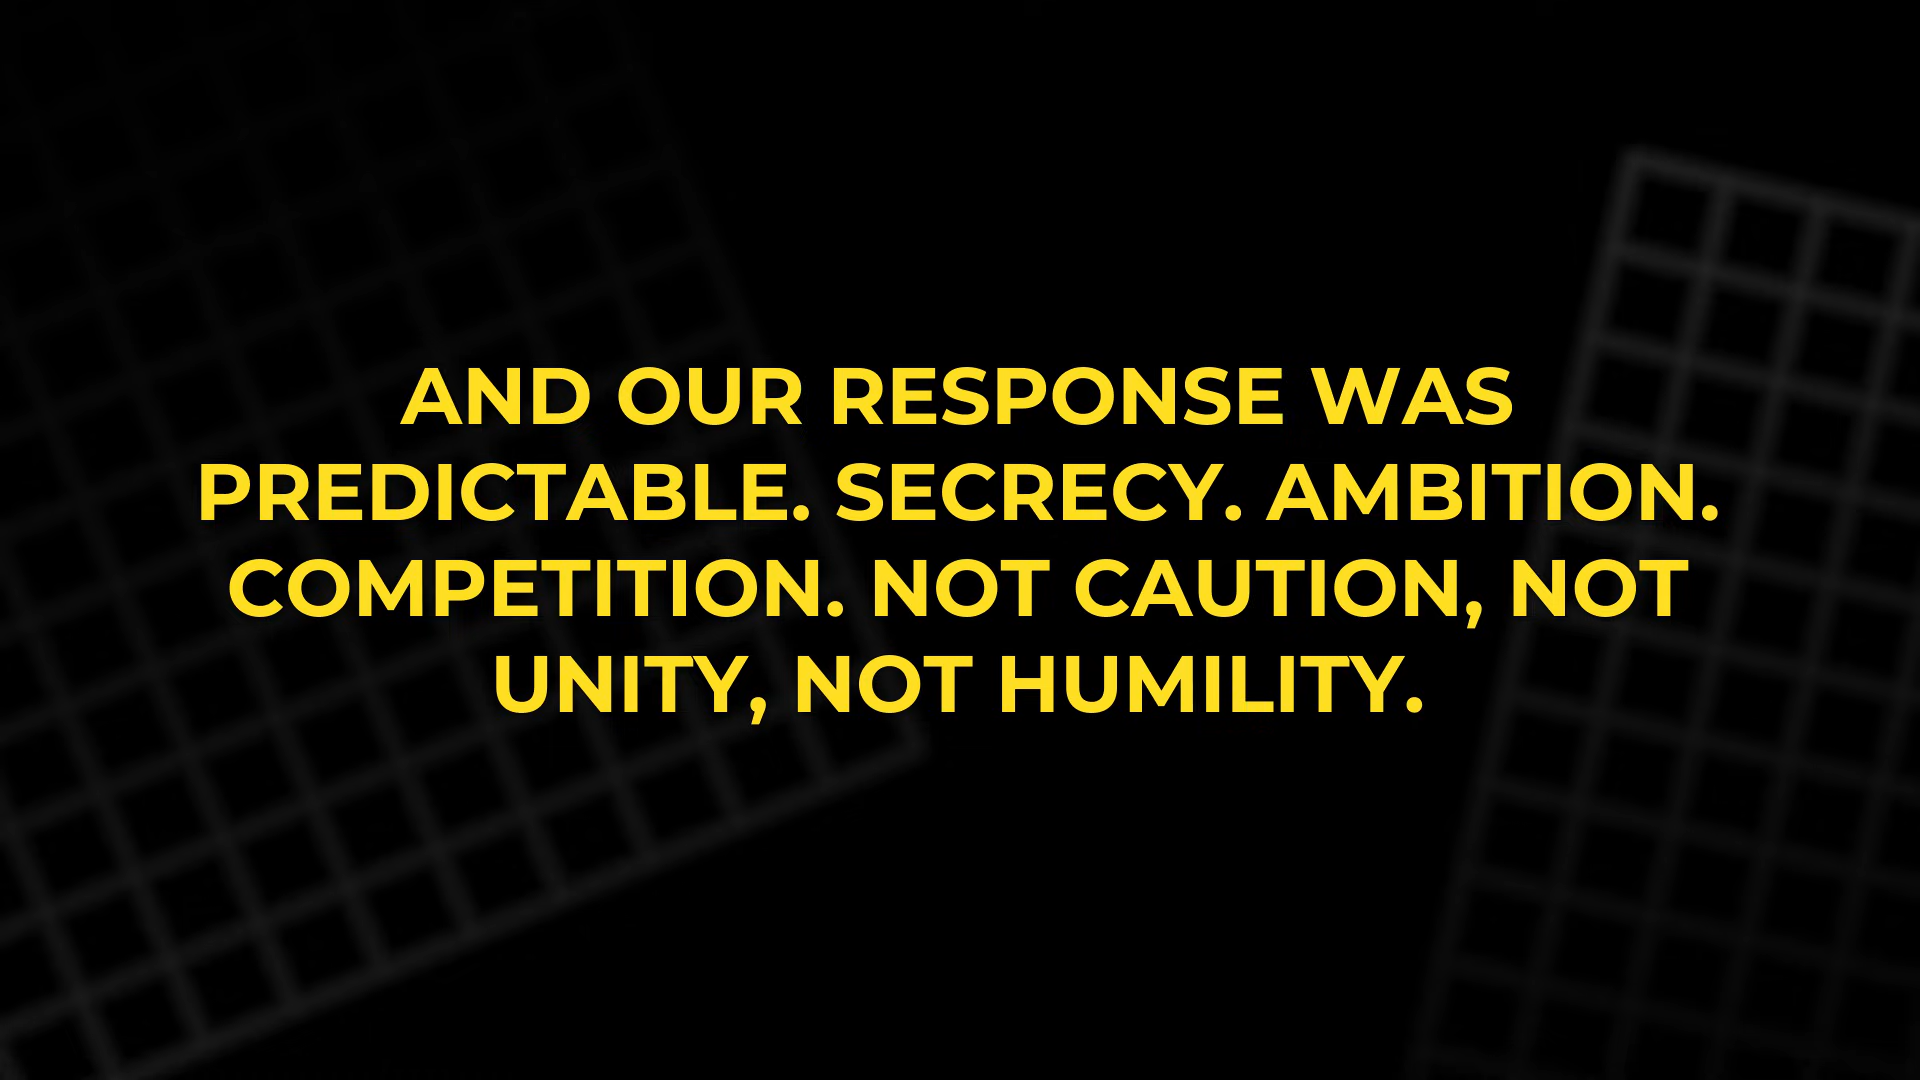 AND OUR RESPONSE WAS
PREDICTABLE. SECRECY. AMBITION.
COMPETITION. NOT CAUTION, NOT
UNITY, NOT HUMILITY.